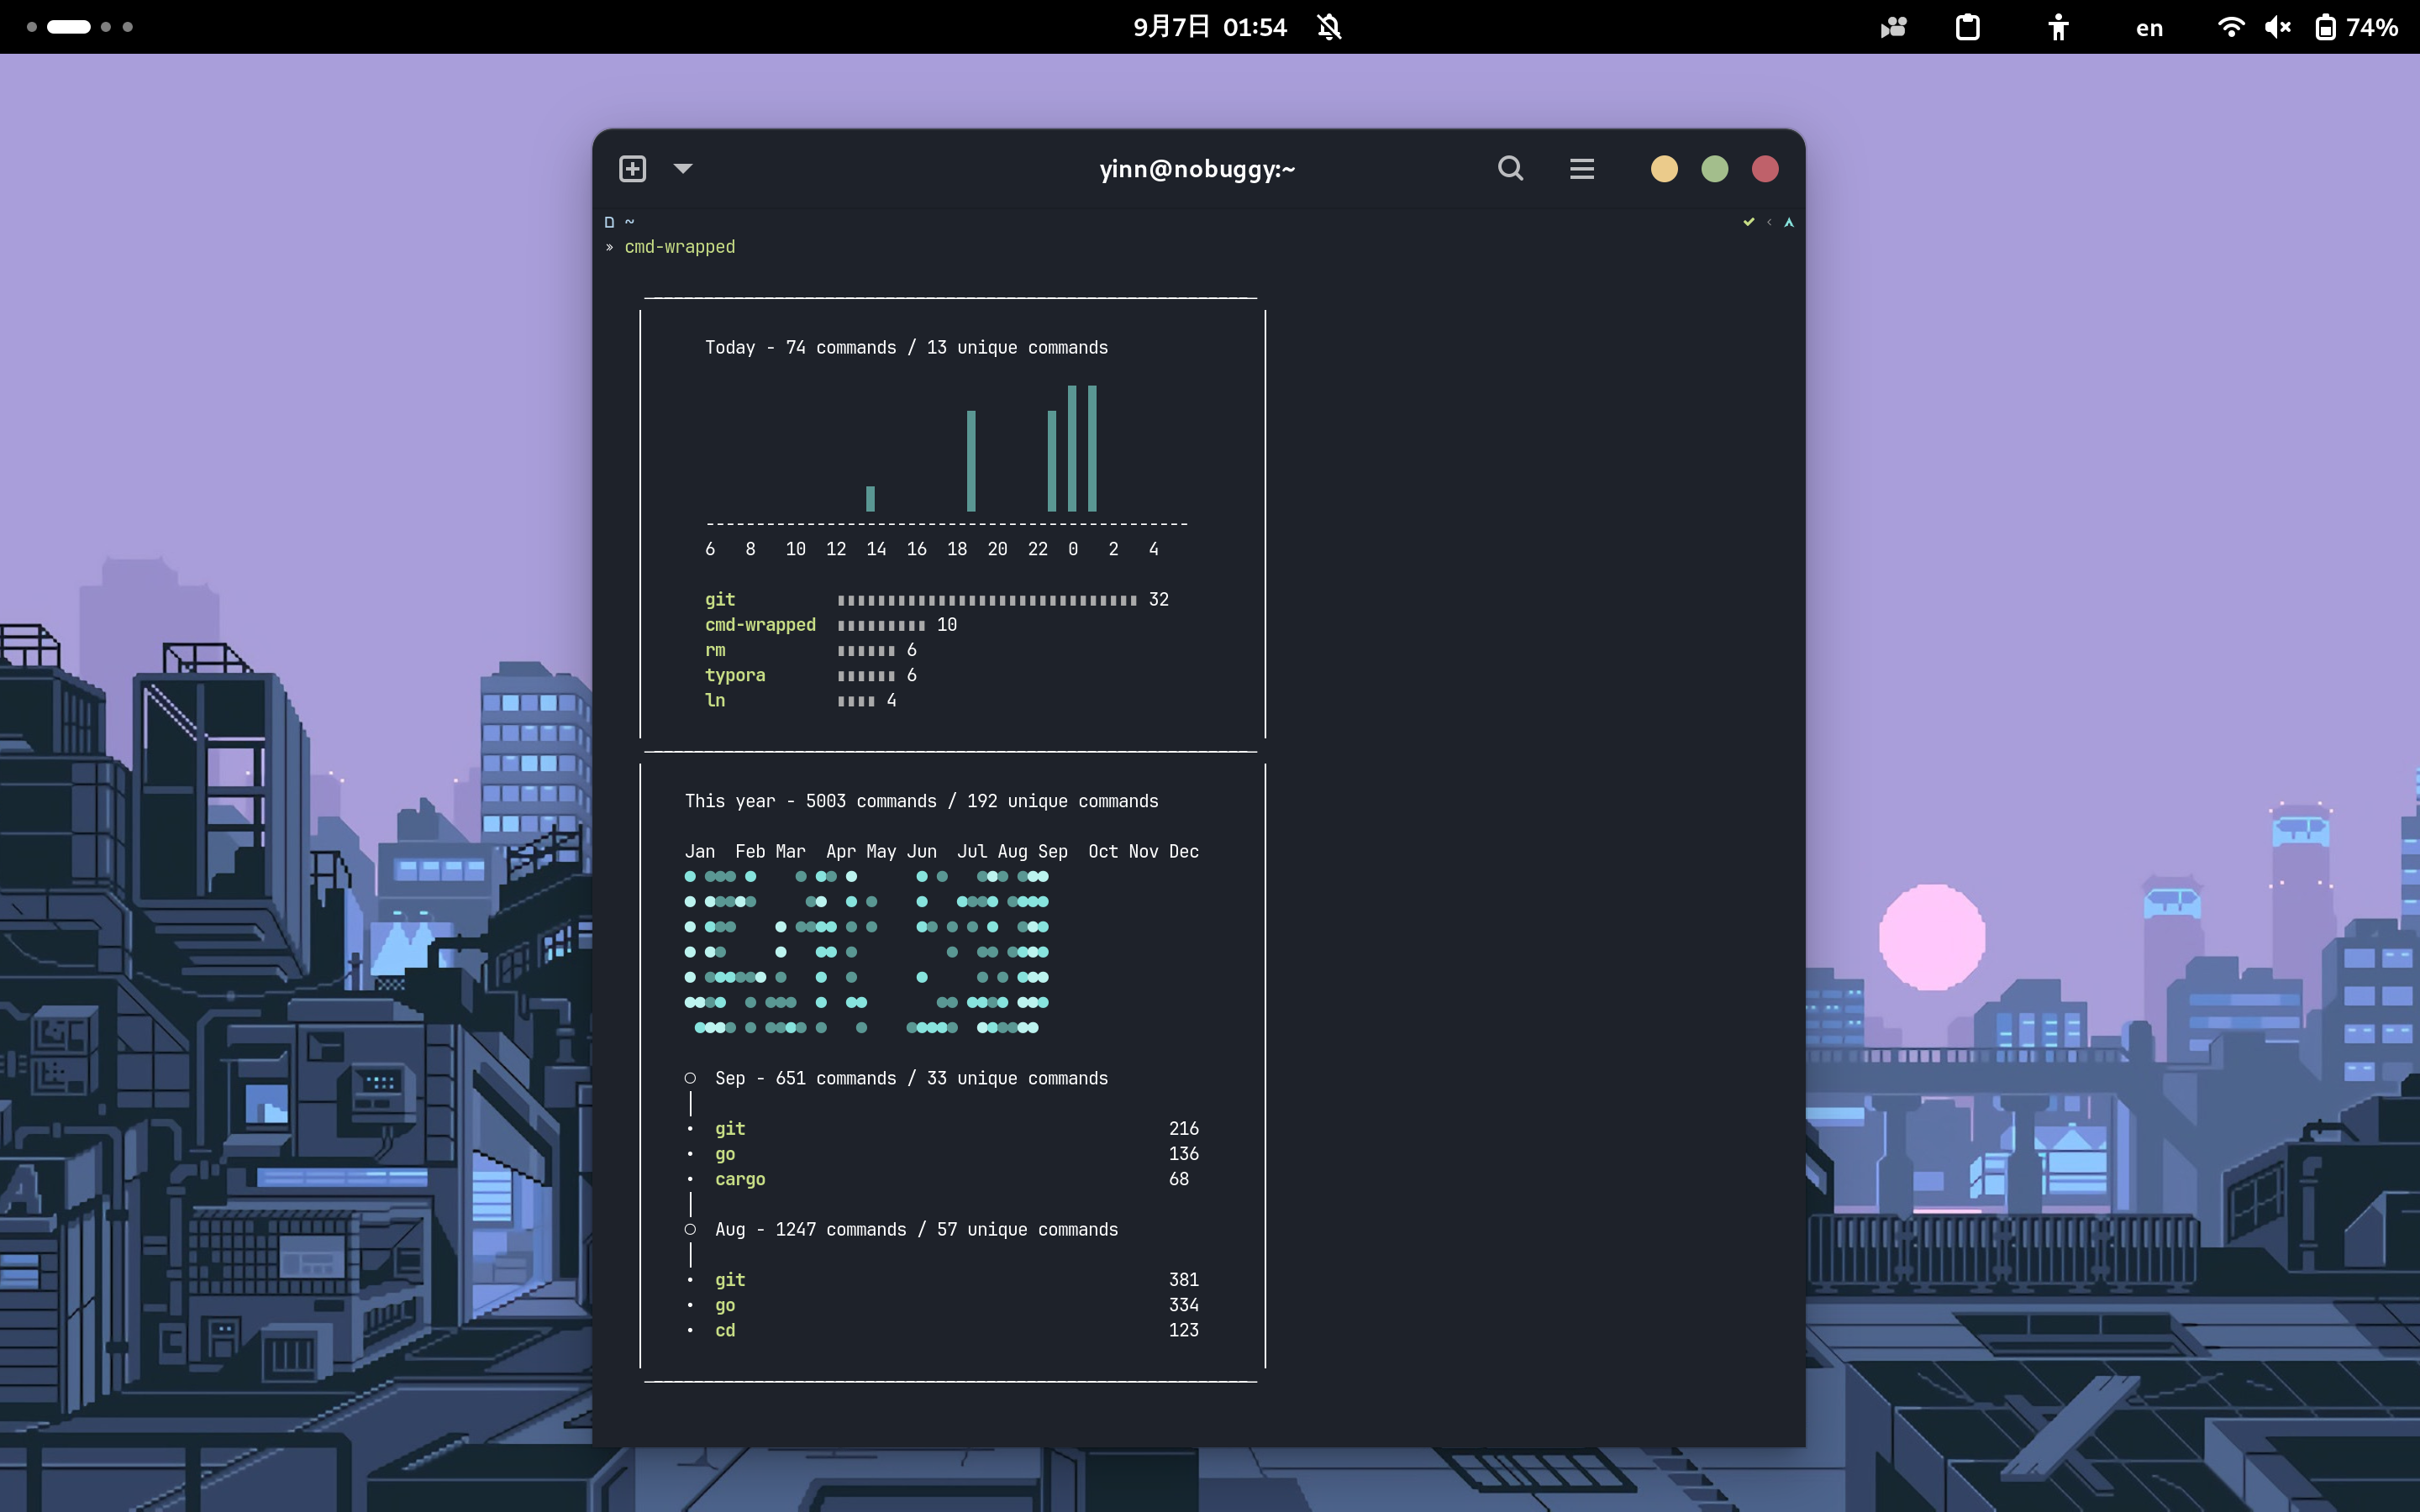 9月7日 01:54
en
74%
yinn@nobuggy:~
~
» cmd-wrapped
Today - 74 commands / 13 unique commands
6 8 10 12 14 16 18 20 22 0 2 4
git 32
cmd-wrapped 10
rm 6
typora 6
ln 4
This year - 5003 commands / 192 unique commands
Jan Feb Mar Apr May Jun Jul Aug Sep Oct Nov Dec
Sep - 651 commands / 33 unique commands
git 216
go 136
cargo 68
Aug - 1247 commands / 57 unique commands
git 381
go 334
cd 123